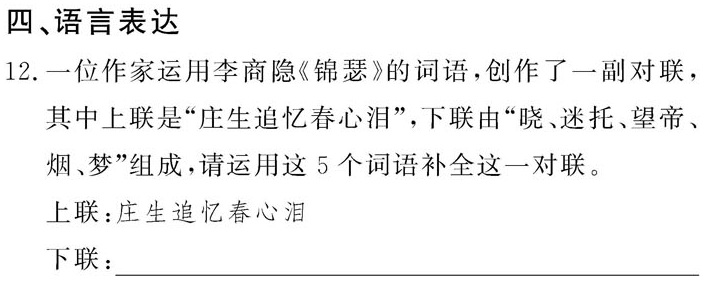 四、语言表达
12. 一位作家运用李商隐《锦瑟》的词语,创作了一副对联,
其中上联是“庄生追忆春心泪”,下联由“晓、迷托、望帝、
烟、梦”组成,请运用这 5 个词语补全这一对联。
上联:庄生追忆春心泪
下联: